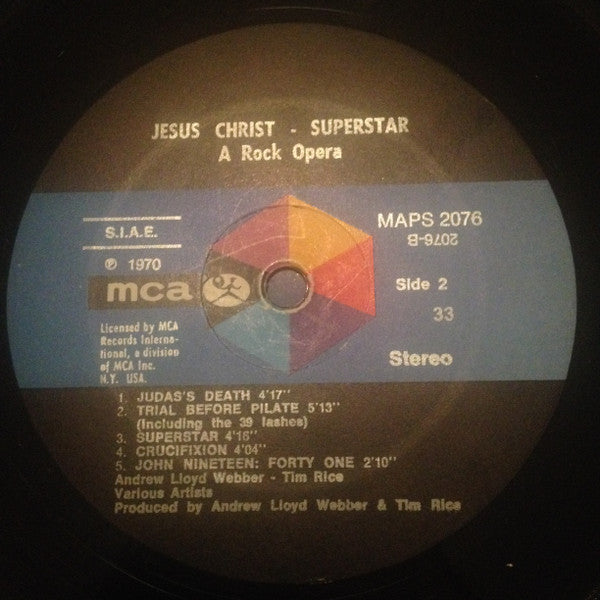 JESUS CHRIST - SUPERSTAR
A Rock Opera
S.I.A.E.
℗ 1970
mca
Licensed by MCA
Records Interna-
tional, a division
of MCA Inc.
N.Y. USA.
MAPS 2076
2076-B
Side 2
33
Stereo
1. JUDAS'S DEATH 4'17"
2. TRIAL BEFORE PILATE 5'13"
(Including the 39 lashes)
3. SUPERSTAR 4'16"
4. CRUCIFIXION 4'04"
5. JOHN NINETEEN: FORTY ONE 2'10"
Andrew Lloyd Webber - Tim Rice
Various Artists
Produced by Andrew Lloyd Webber & Tim Rice